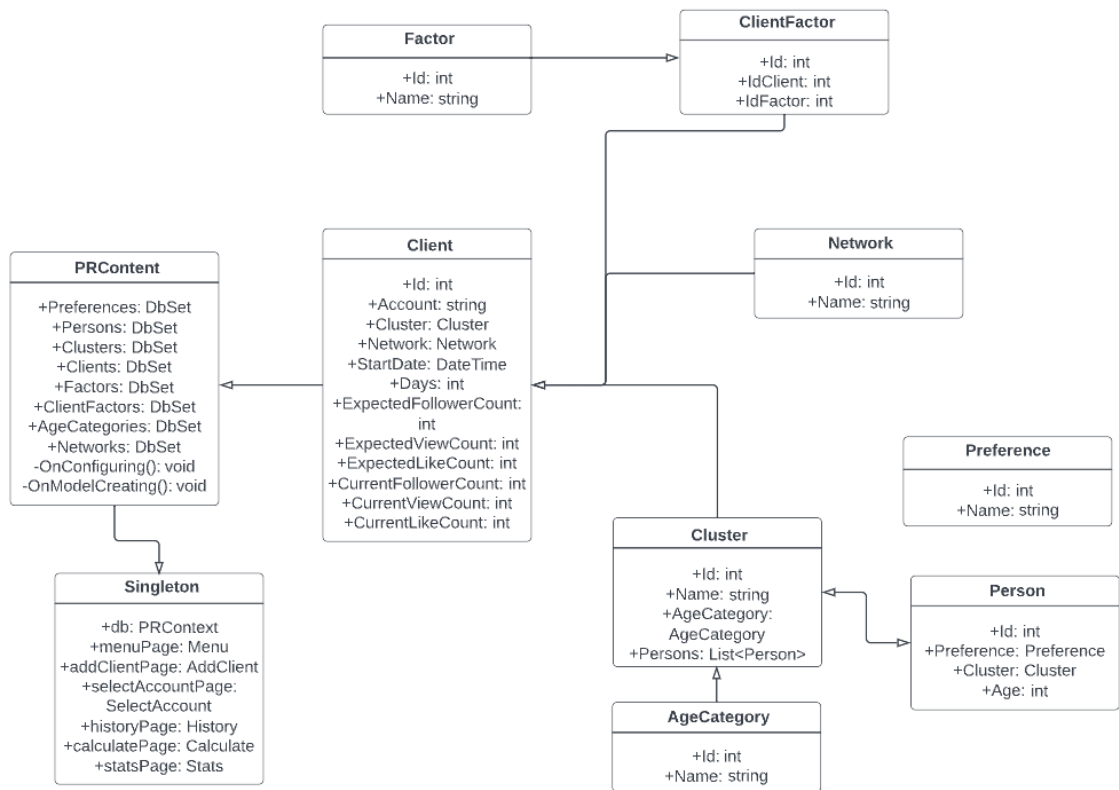 Factor
+Id: int
+Name: string
ClientFactor
+Id: int
+IdClient: int
+IdFactor: int
PRContent
+Preferences: DbSet
+Persons: DbSet
+Clusters: DbSet
+Clients: DbSet
+Factors: DbSet
+ClientFactors: DbSet
+AgeCategories: DbSet
+Networks: DbSet
-OnConfiguring(): void
-OnModelCreating(): void
Client
+Id: int
+Account: string
+Cluster: Cluster
+Network: Network
+StartDate: DateTime
+Days: int
+ExpectedFollowerCount:
int
+ExpectedViewCount: int
+ExpectedLikeCount: int
+CurrentFollowerCount: int
+CurrentViewCount: int
+CurrentLikeCount: int
Network
+Id: int
+Name: string
Preference
+Id: int
+Name: string
Singleton
+db: PRContext
+menuPage: Menu
+addClientPage: AddClient
+selectAccountPage:
SelectAccount
+historyPage: History
+calculatePage: Calculate
+statsPage: Stats
Cluster
+Id: int
+Name: string
+AgeCategory:
AgeCategory
+Persons: List<Person>
Person
+Id: int
+Preference: Preference
+Cluster: Cluster
+Age: int
AgeCategory
+Id: int
+Name: string